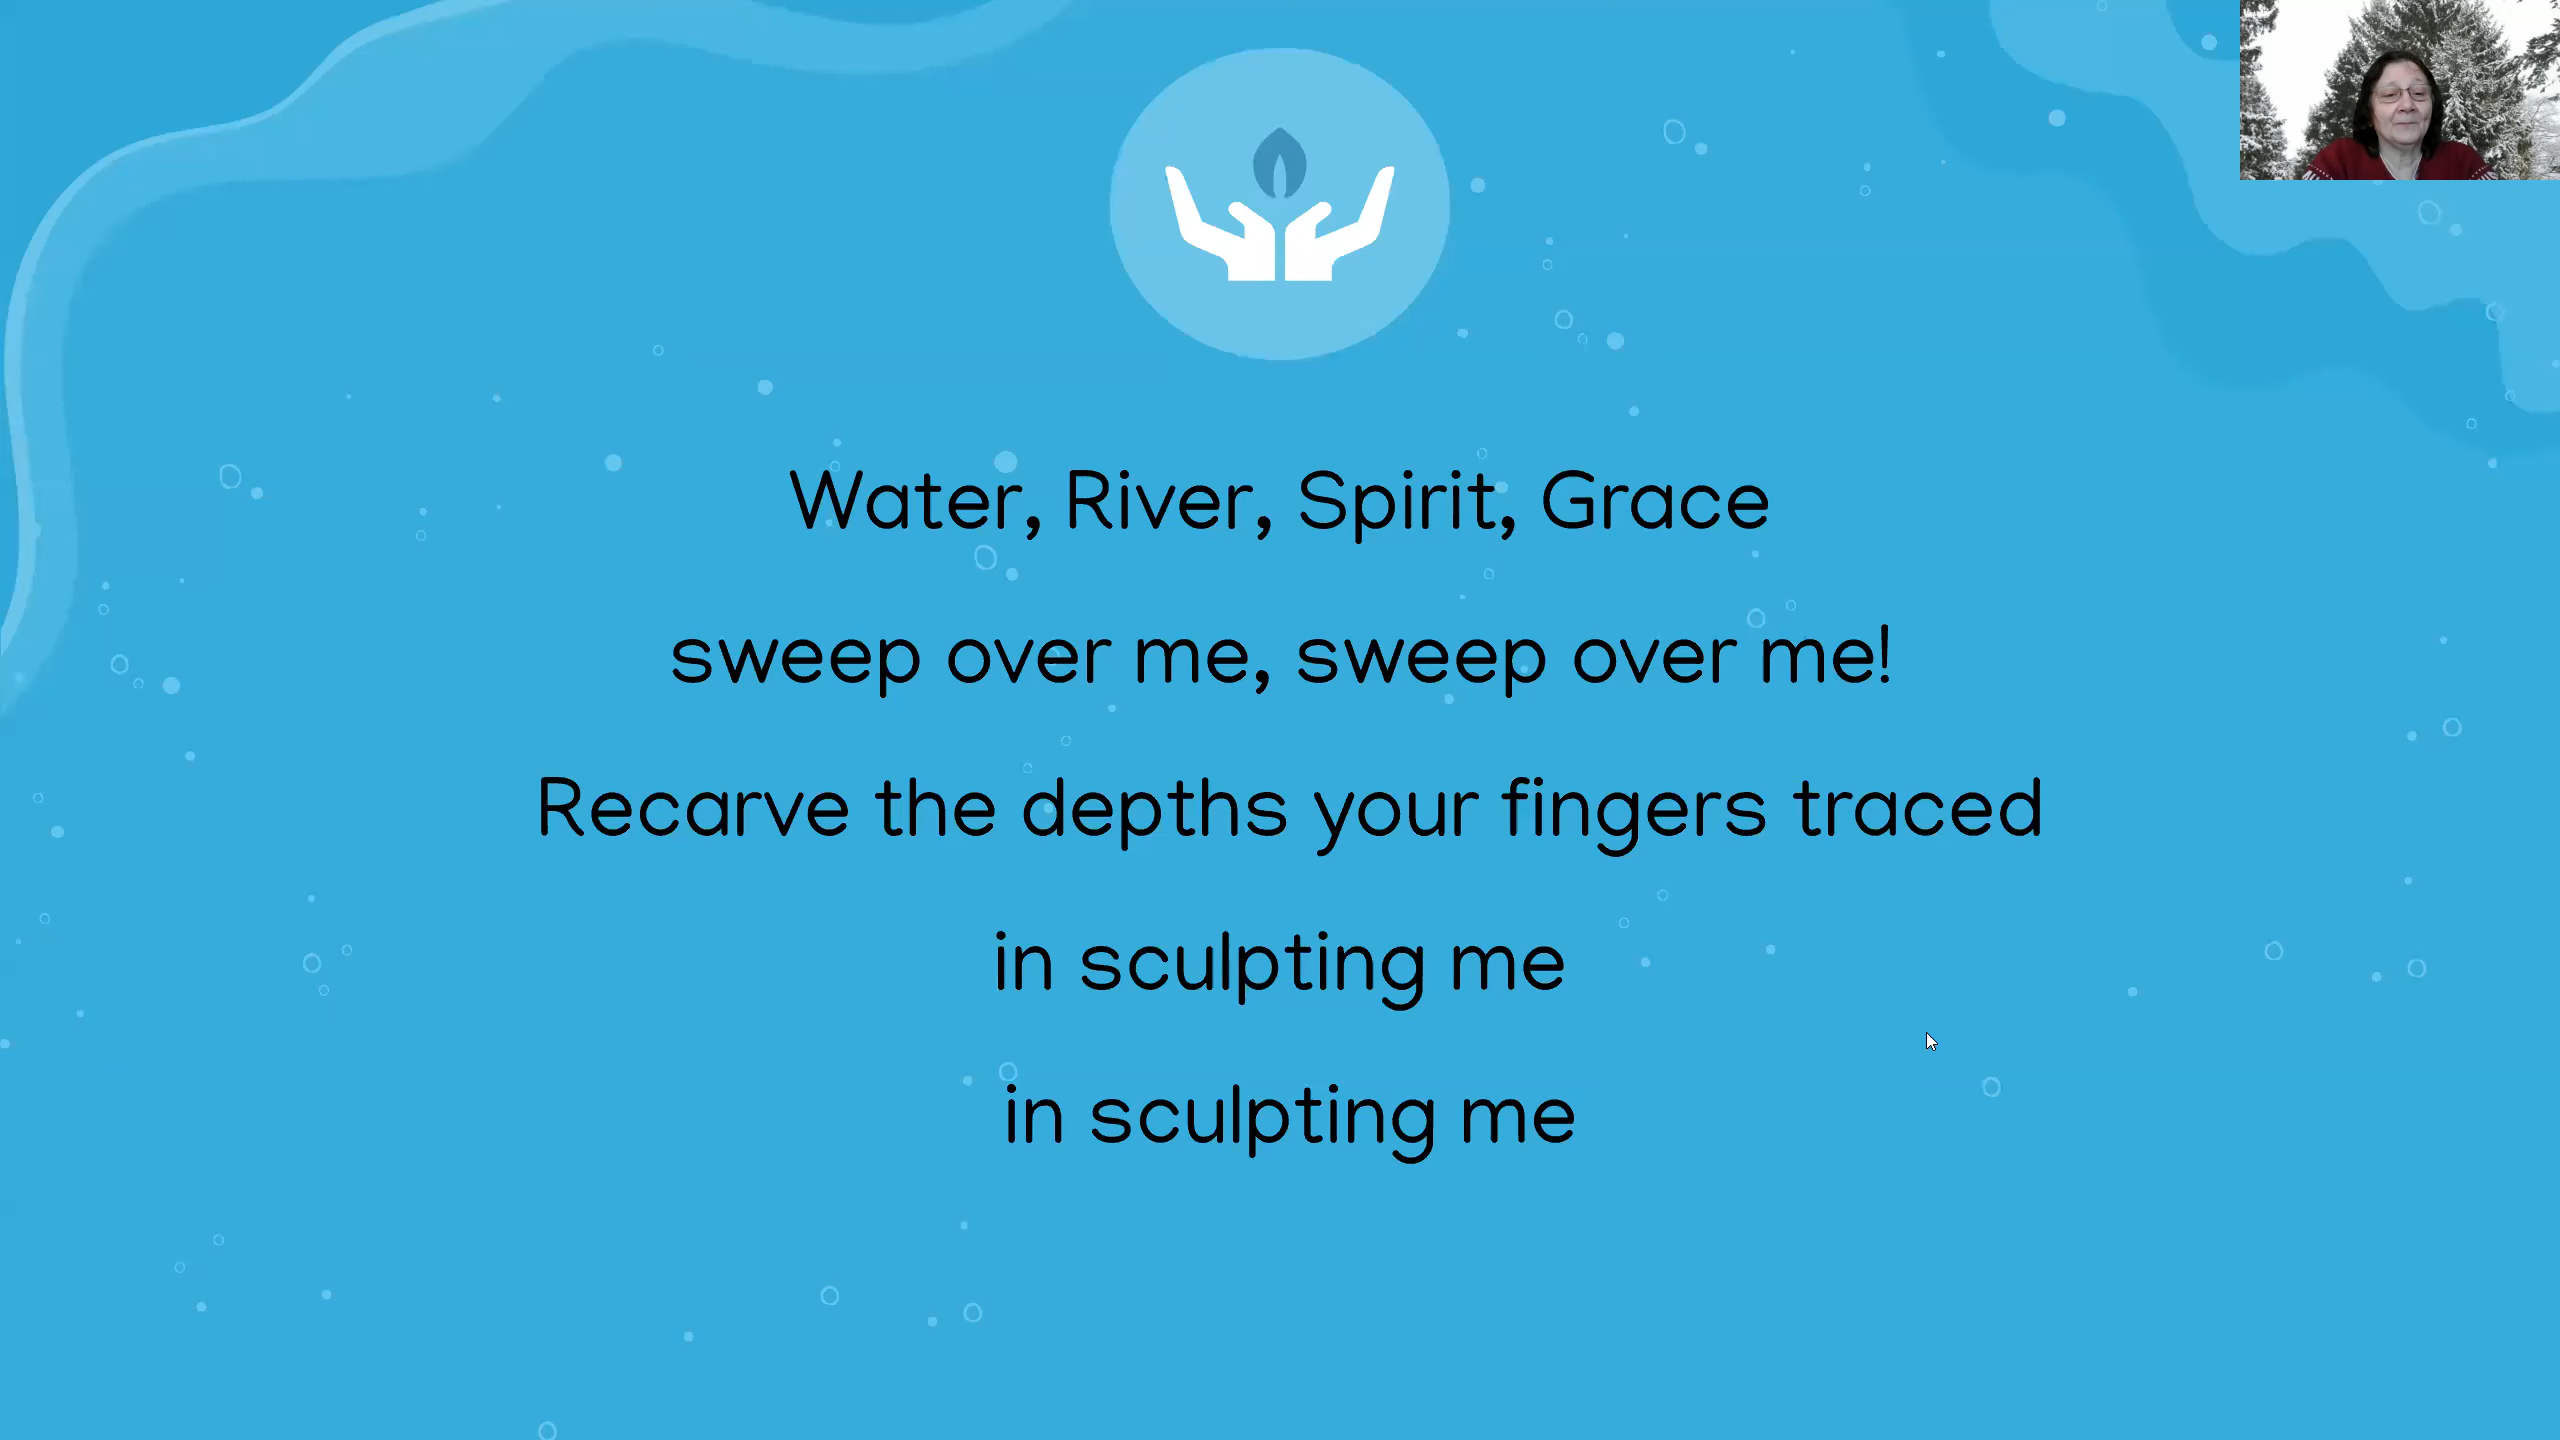 Water, River, Spirit, Grace
sweep over me, sweep over me!
Recarve the depths your fingers traced
in sculpting me
in sculpting me